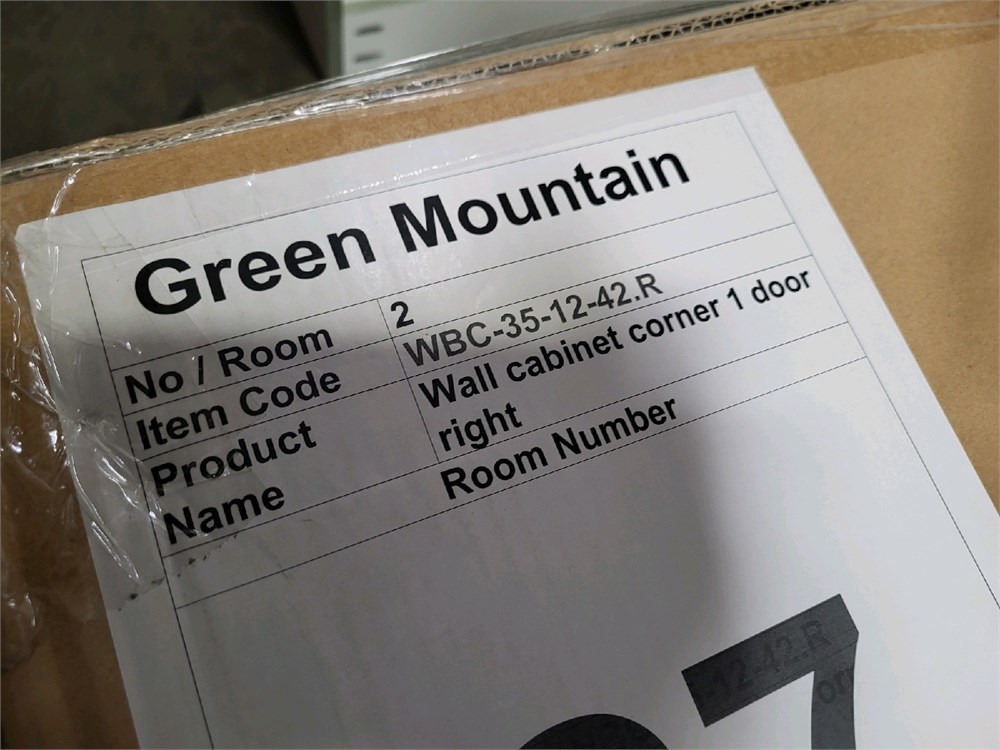 Green Mountain
No / Room 2
Item Code WBC-35-12-42.R
Product Wall cabinet corner 1 door
Name right
Room Number
7
-12-42.R